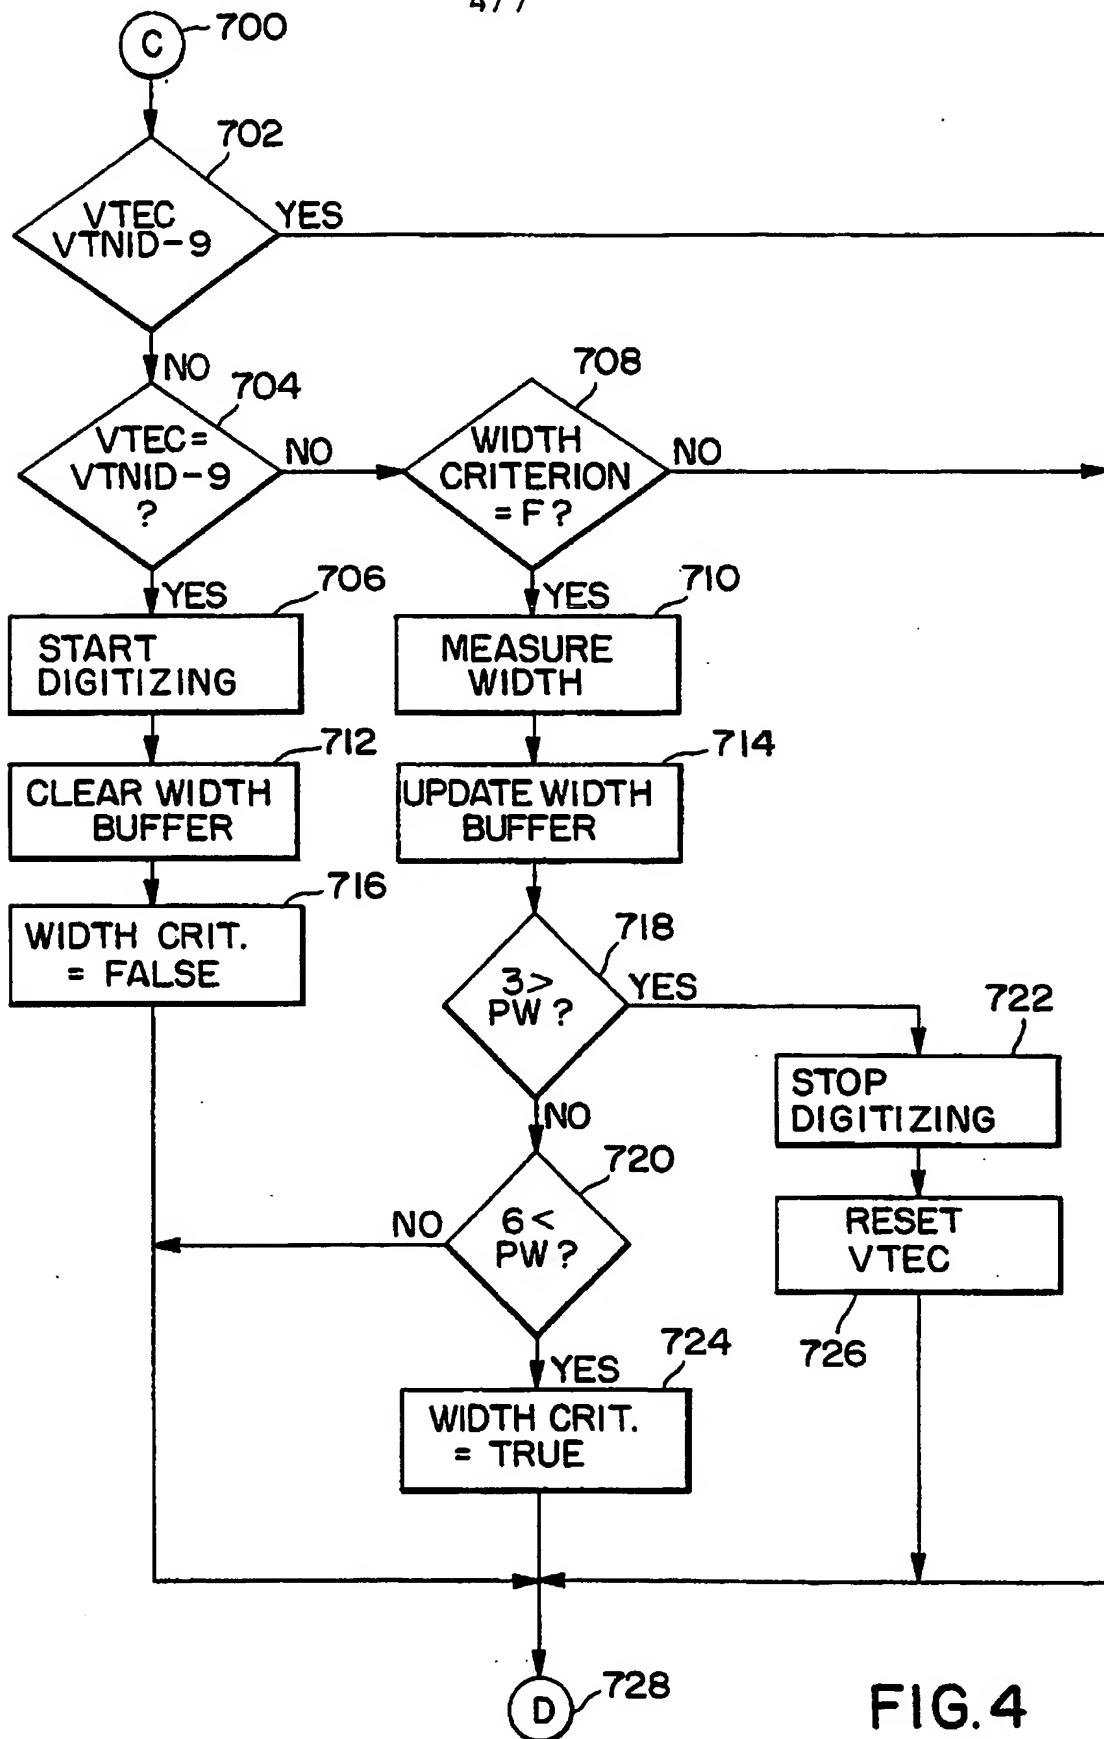 4/7
C
700
702
VTEC
VTNID-9
YES
NO
704
VTEC=
VTNID-9
?
NO
708
WIDTH
CRITERION
= F?
NO
YES
706
START
DIGITIZING
YES
710
MEASURE
WIDTH
712
CLEAR WIDTH
BUFFER
714
UPDATE WIDTH
BUFFER
716
WIDTH CRIT.
= FALSE
718
3>
PW?
YES
722
STOP
DIGITIZING
NO
720
6<
PW?
NO
RESET
VTEC
726
YES
724
WIDTH CRIT.
= TRUE
D
728
FIG. 4